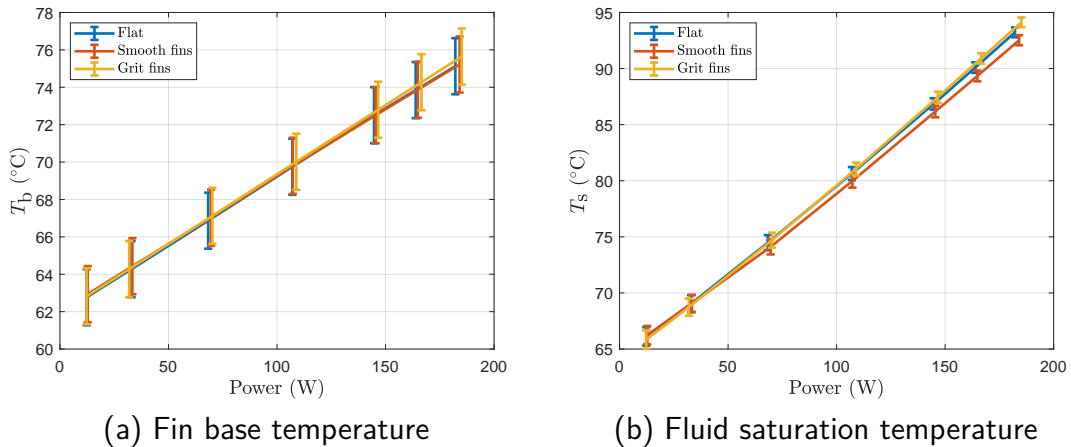 78
76
74
72
70
68
66
64
62
60
0
50
100
150
200
T_b (°C)
Power (W)
Flat
Smooth fins
Grit fins
(a) Fin base temperature
95
90
85
80
75
70
65
0
50
100
150
200
T_s (°C)
Power (W)
Flat
Smooth fins
Grit fins
(b) Fluid saturation temperature